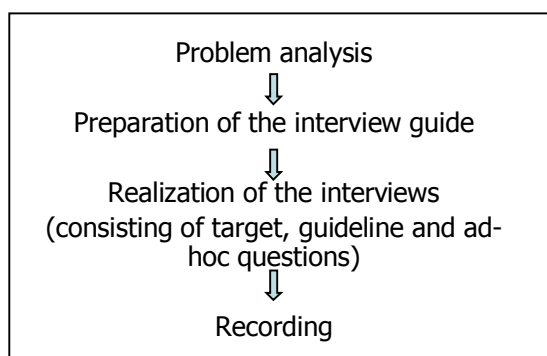 Problem analysis
Preparation of the interview guide
Realization of the interviews
(consisting of target, guideline and ad-
hoc questions)
Recording